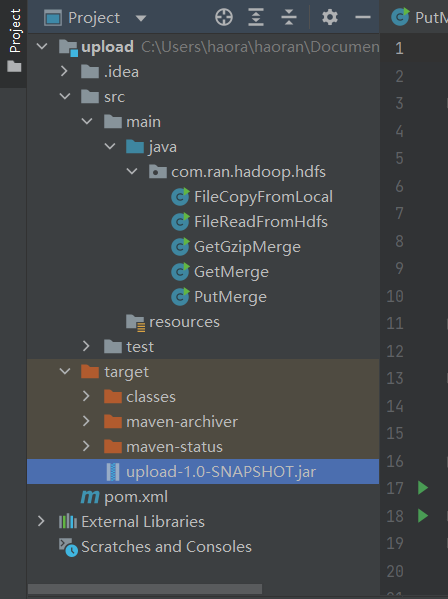 Project
Project
PutM
upload C:\Users\haora\haoran\Documen
.idea
src
main
java
com.ran.hadoop.hdfs
FileCopyFromLocal
FileReadFromHdfs
GetGzipMerge
GetMerge
PutMerge
resources
test
target
classes
maven-archiver
maven-status
upload-1.0-SNAPSHOT.jar
pom.xml
External Libraries
Scratches and Consoles
1
2
3
4
5
6
7
8
9
10
11
12
13
14
15
16
17
18
19
20
21